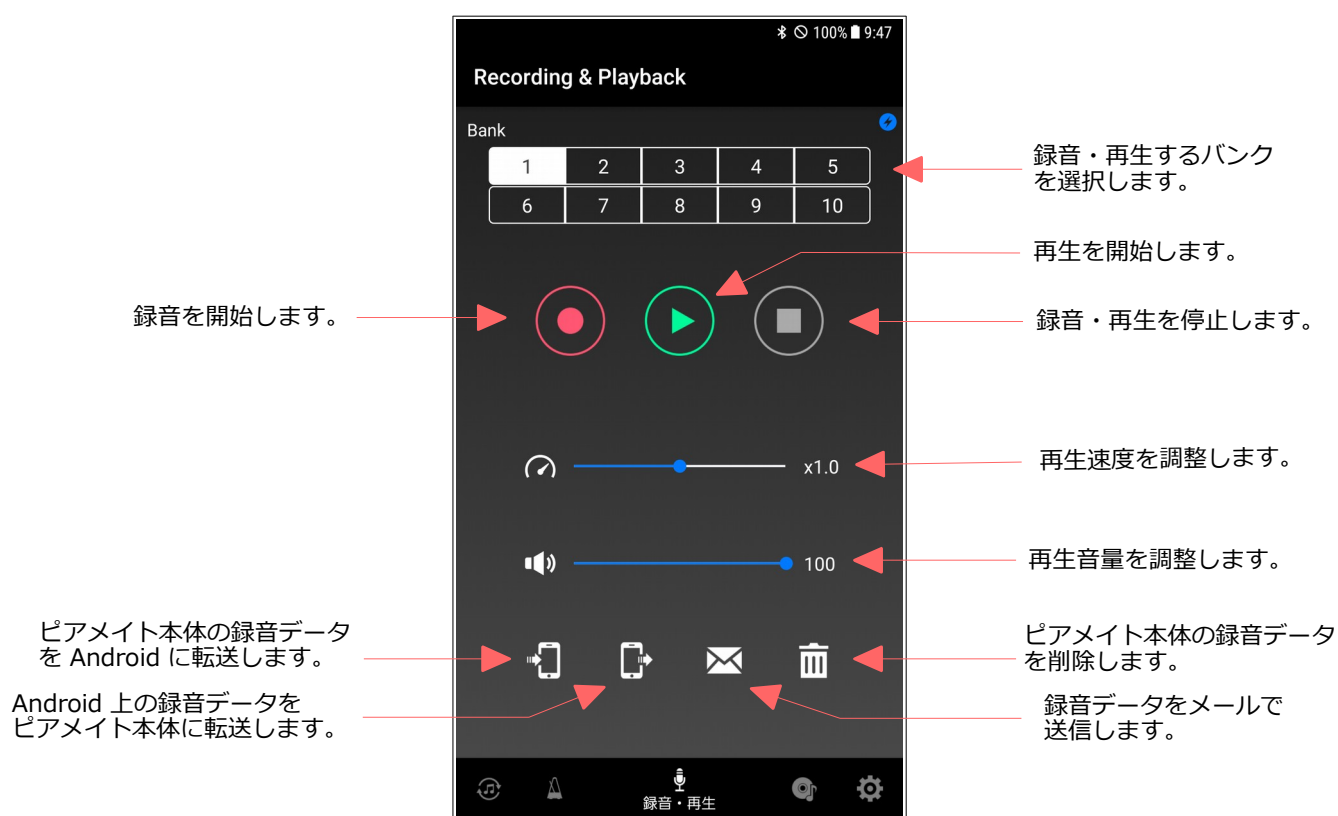 100% 9:47
Recording & Playback
Bank
1 2 3 4 5
6 7 8 9 10
録音・再生するバンク
を選択します。
再生を開始します。
録音を開始します。
録音・再生を停止します。
x1.0
再生速度を調整します。
100
再生音量を調整します。
ピアメイト本体の録音データ
を Android に転送します。
Android 上の録音データを
ピアメイト本体に転送します。
ピアメイト本体の録音データ
を削除します。
録音データをメールで
送信します。
録音・再生